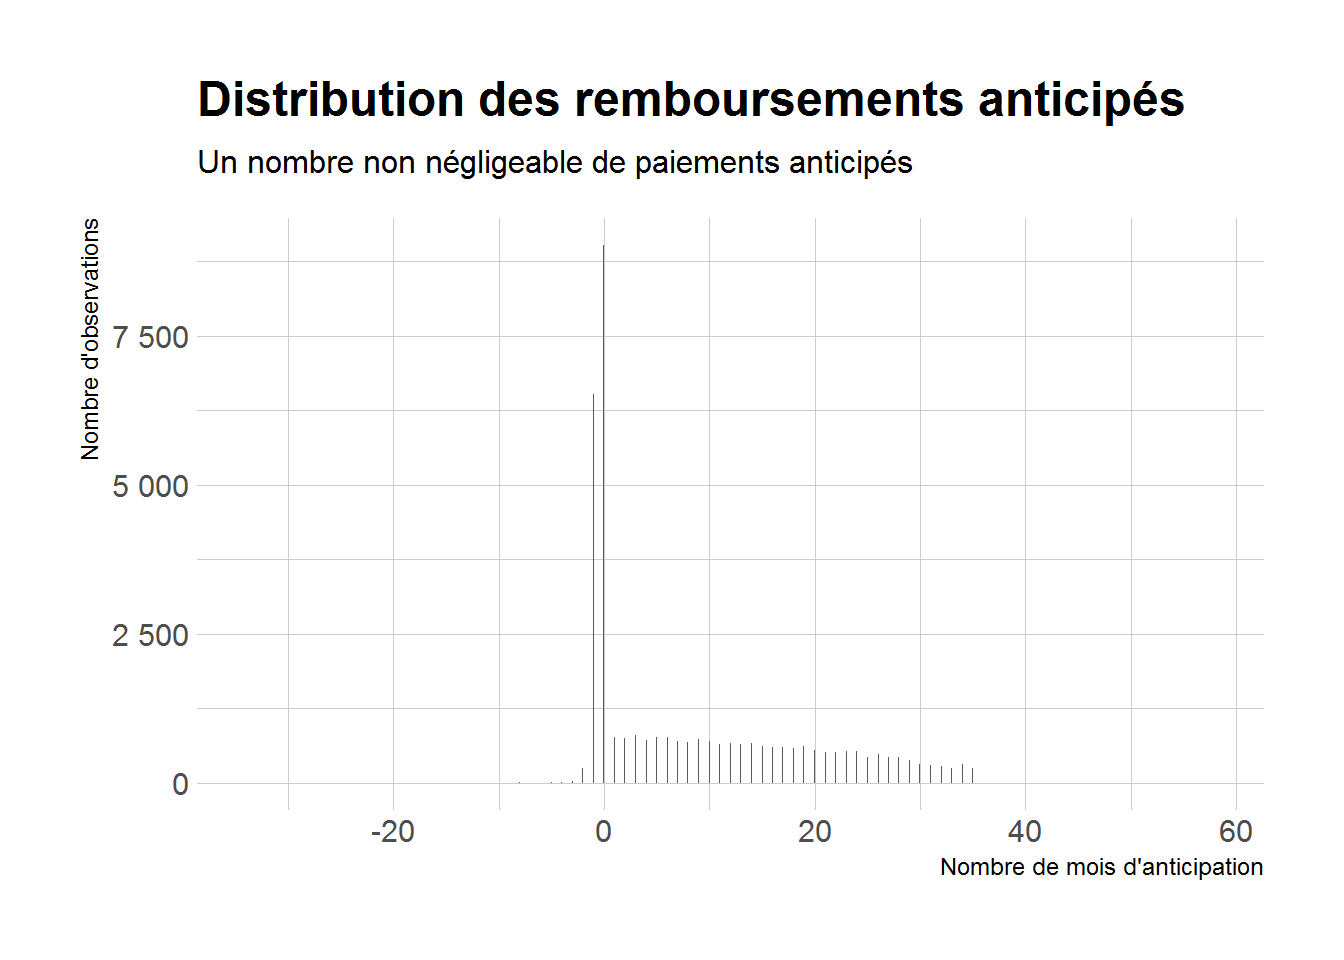 Distribution des remboursements anticipés
Un nombre non négligeable de paiements anticipés
Nombre d'observations
7 500
5 000
2 500
0
-20
0
20
40
60
Nombre de mois d'anticipation